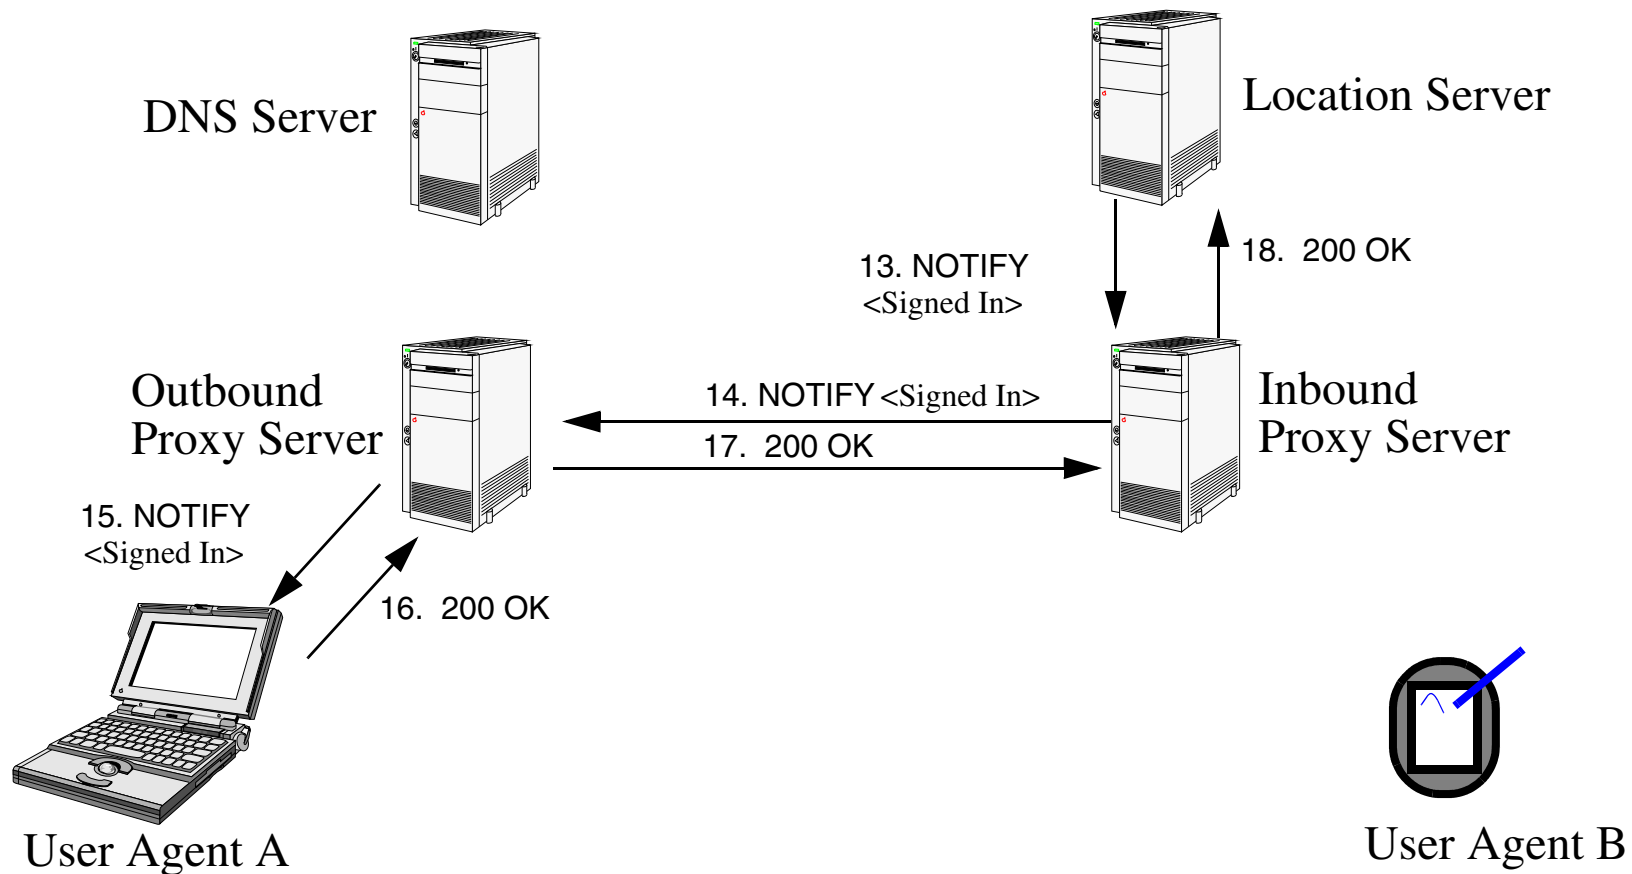 DNS Server
Location Server
13. NOTIFY
<Signed In>
18. 200 OK
Outbound
Proxy Server
14. NOTIFY <Signed In>
17. 200 OK
Inbound
Proxy Server
15. NOTIFY
<Signed In>
16. 200 OK
User Agent A
User Agent B